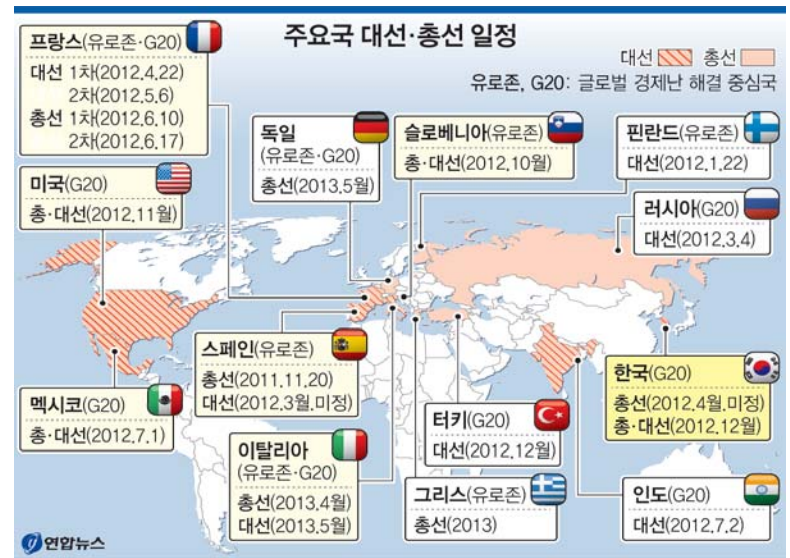 주요국 대선·총선 일정
대선 총선
유로존, G20: 글로벌 경제난 해결 중심국
프랑스(유로존·G20)
대선 1차(2012.4.22)
2차(2012.5.6)
총선 1차(2012.6.10)
2차(2012.6.17)
독일
(유로존·G20)
총선(2013.5월)
슬로베니아(유로존)
총·대선(2012.10월)
핀란드(유로존)
대선(2012.1.22)
미국(G20)
총·대선(2012.11월)
러시아(G20)
대선(2012.3.4)
스페인(유로존)
총선(2011.11.20)
대선(2012.3월.미정)
한국(G20)
총선(2012.4월.미정)
총·대선(2012.12월)
멕시코(G20)
총·대선(2012.7.1)
터키(G20)
대선(2012.12월)
이탈리아
(유로존·G20)
총선(2013.4월)
대선(2013.5월)
그리스(유로존)
총선(2013)
인도(G20)
대선(2012.7.2)
연합뉴스